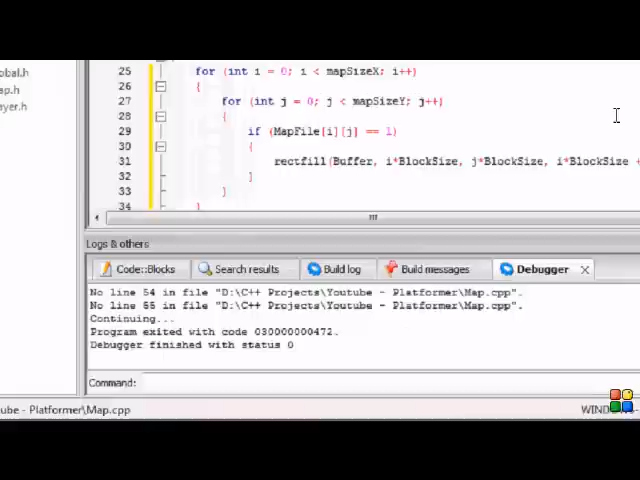 obal.h
ap.h
ayer.h
25 for (int i = 0; i < mapSizeX; i++)
26 {
27 for (int j = 0; j < mapSizeY; j++)
28 {
29 if (MapFile[i][j] == 1)
30 {
31 rectfill(Buffer, i*BlockSize, j*BlockSize, i*BlockSize +
32 }
33 }
34 }
Logs & others
Code::Blocks Search results Build log Build messages Debugger
No line 54 in file "D:\C++ Projects\Youtube - Platformer\Map.cpp".
No line 55 in file "D:\C++ Projects\Youtube - Platformer\Map.cpp".
Continuing...
Program exited with code 030000000472.
Debugger finished with status 0
Command:
ube - Platformer\Map.cpp